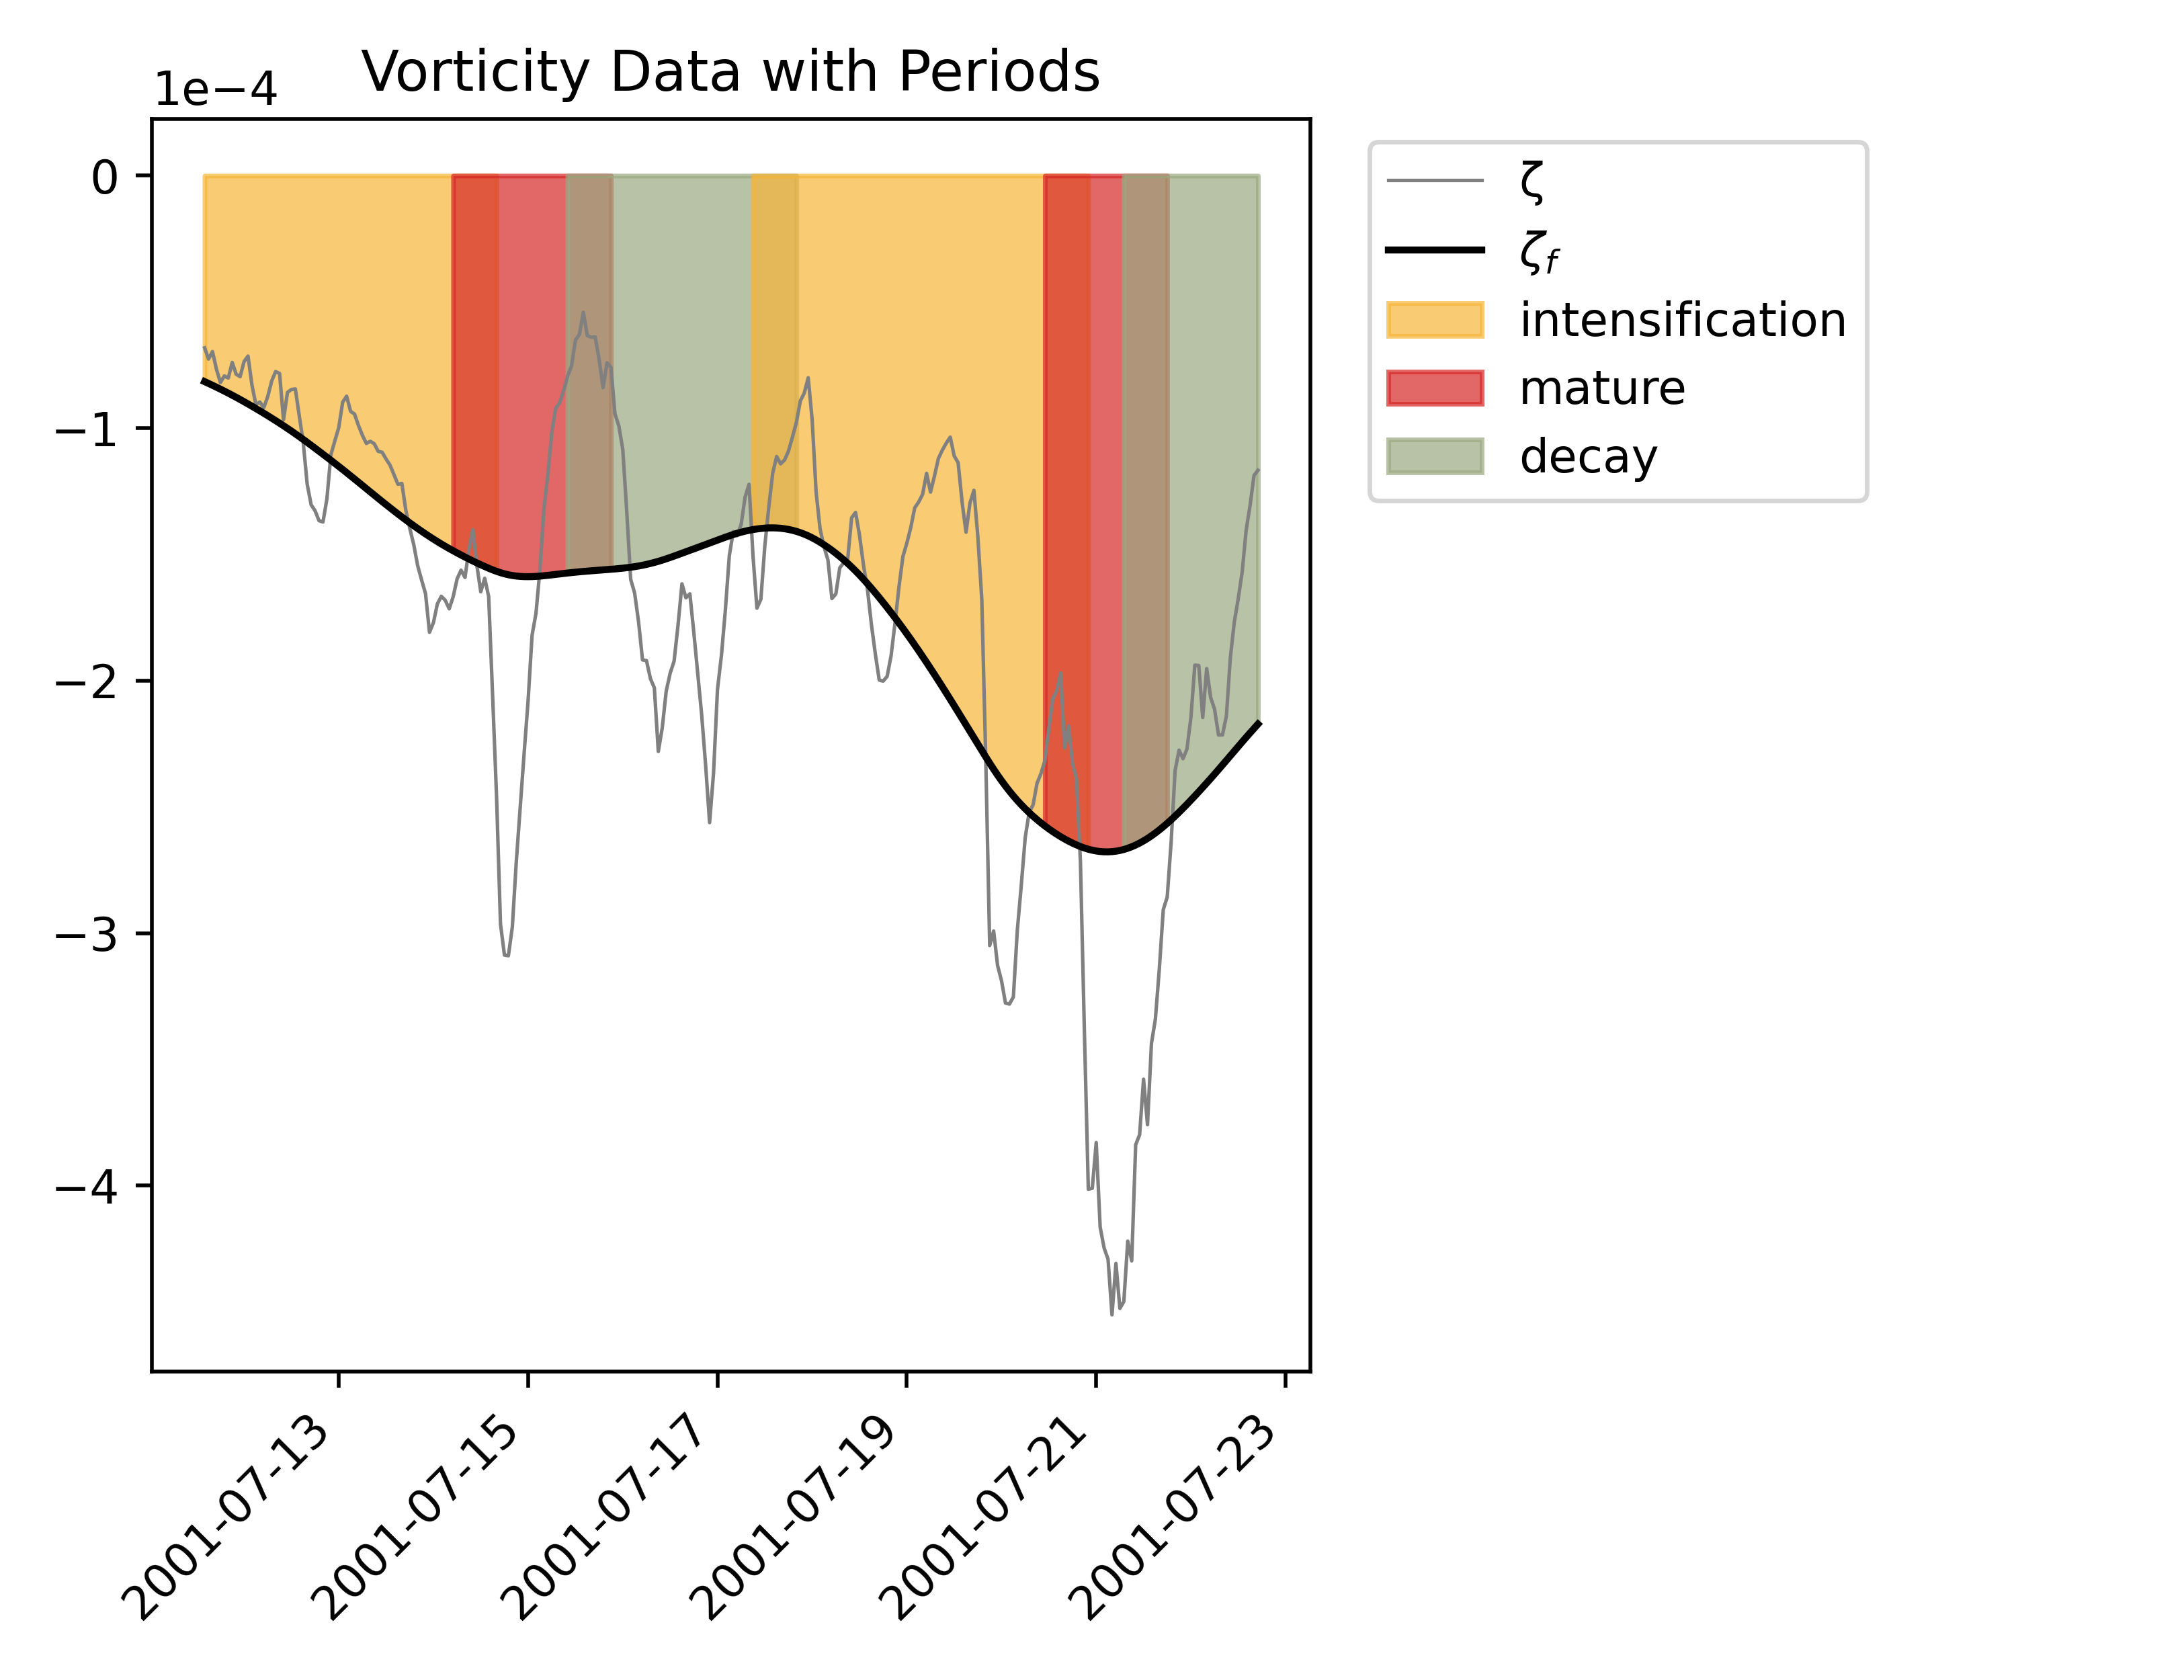 Vorticity Data with Periods
1e−4
0
−1
−2
−3
−4
2001-07-13
2001-07-15
2001-07-17
2001-07-19
2001-07-21
2001-07-23
ζ
ζf
intensification
mature
decay